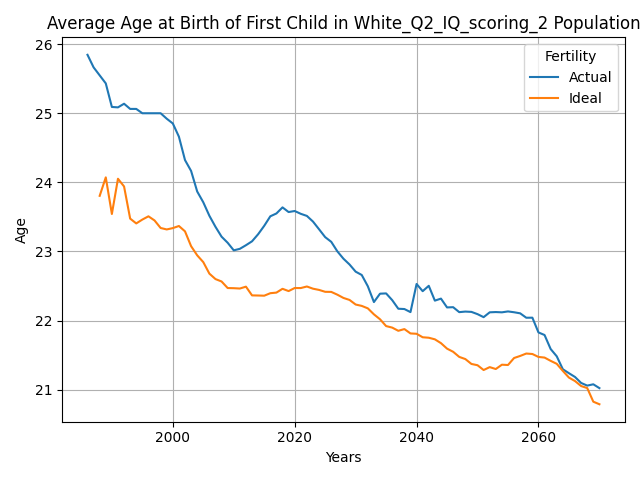 Average Age at Birth of First Child in White_Q2_IQ_scoring_2 Population
Fertility
Actual
Ideal
Age
26
25
24
23
22
21
2000
2020
2040
2060
Years